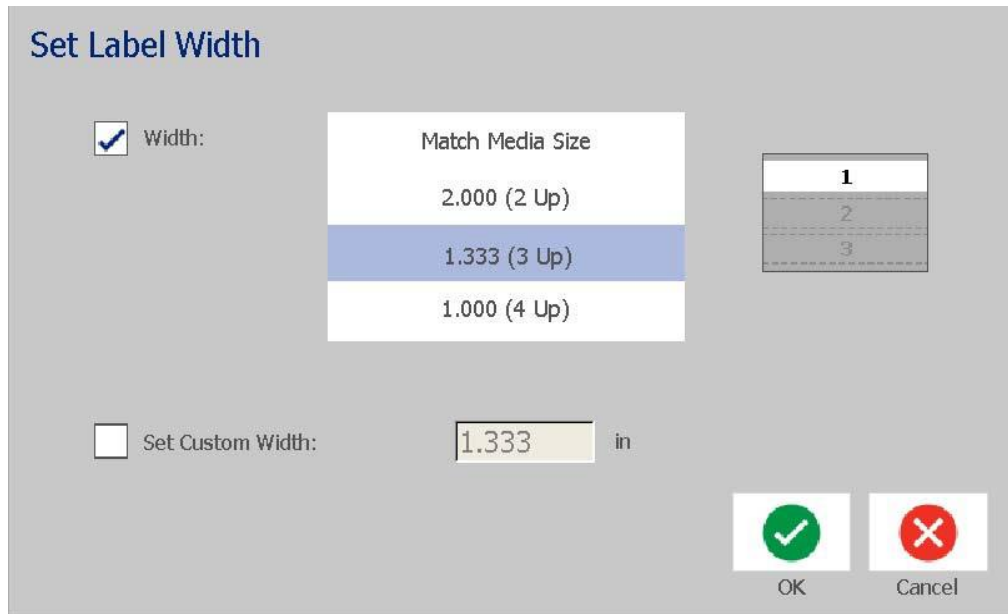 Set Label Width
Width:
Match Media Size
2.000 (2 Up)
1.333 (3 Up)
1.000 (4 Up)
1
2
3
Set Custom Width:
1.333 in
OK
Cancel